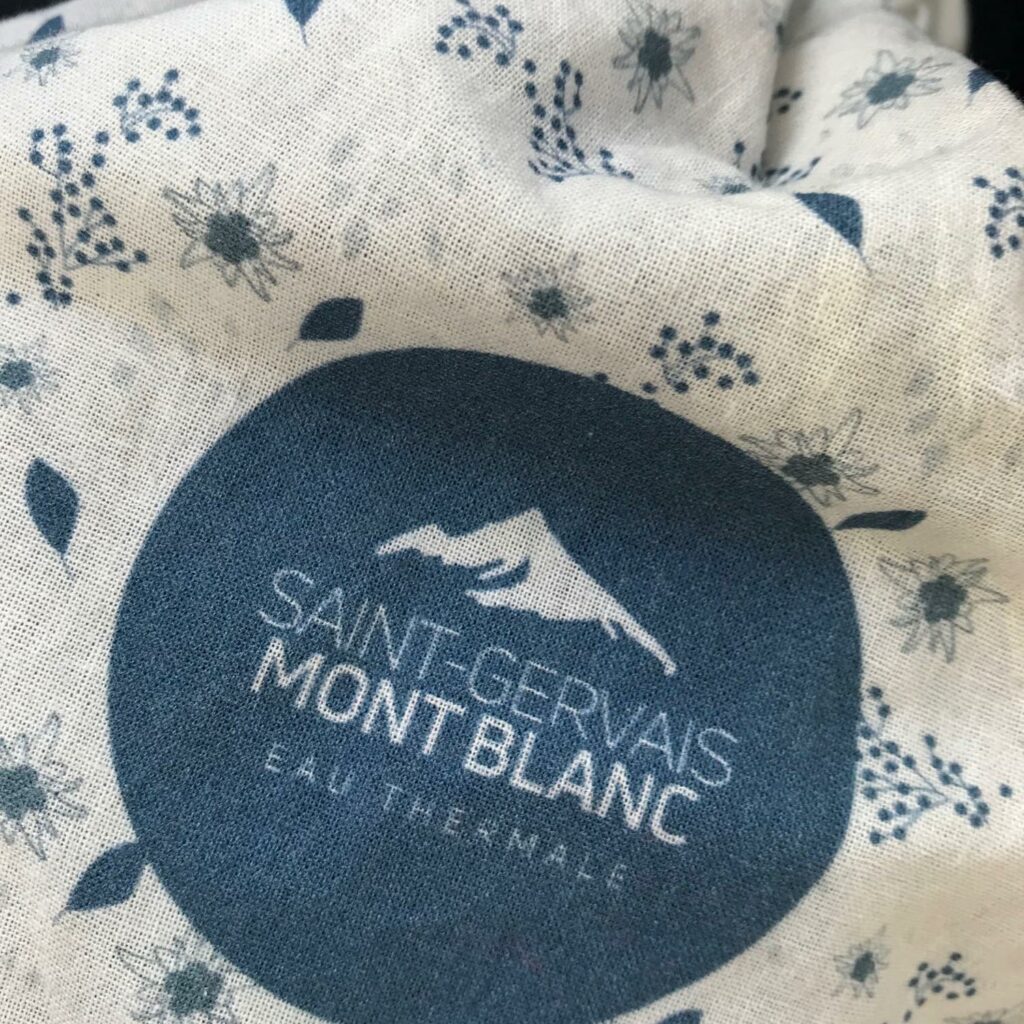 SAINT-GERVAIS
MONT BLANC
EAU THERMALE